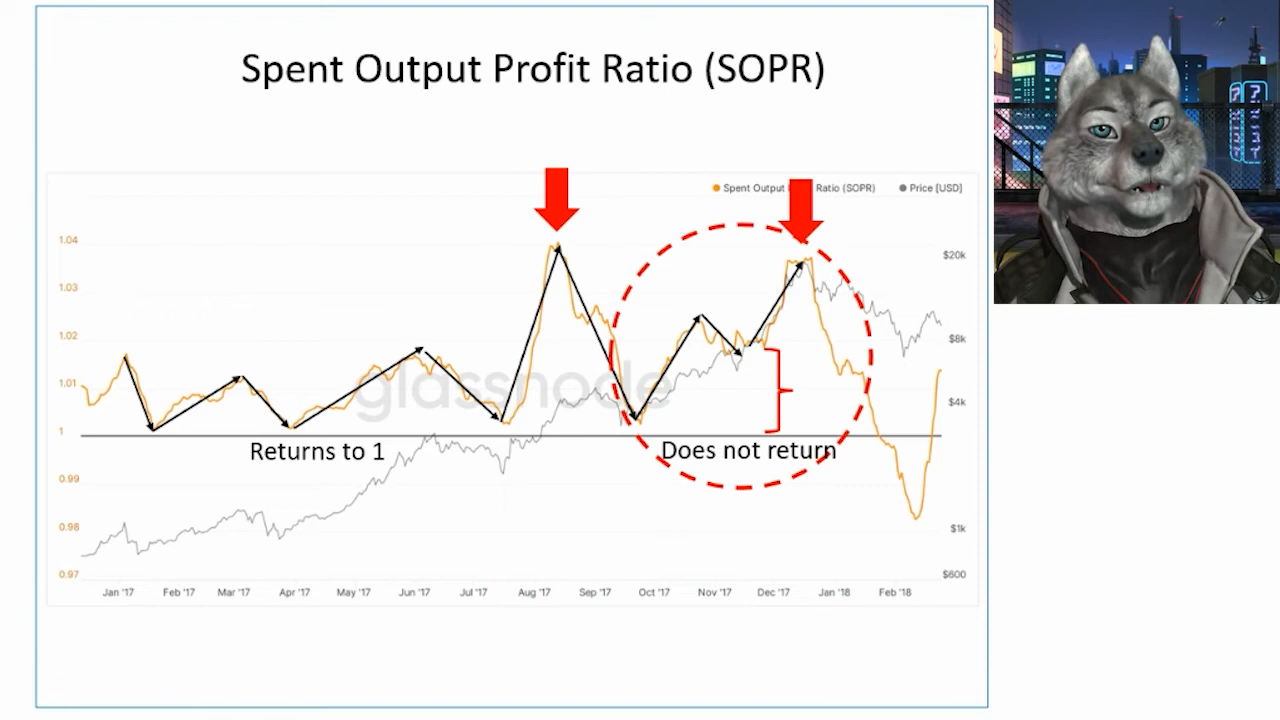 Spent Output Profit Ratio (SOPR)
Spent Output Ratio (SOPR)
Price [USD]
1.04
1.03
1.02
1.01
1
0.99
0.98
0.97
$20k
$8k
$4k
$1k
$600
glassnode
Returns to 1
Does not return
Jan '17
Feb '17
Mar '17
Apr '17
May '17
Jun '17
Jul '17
Aug '17
Sep '17
Oct '17
Nov '17
Dec '17
Jan '18
Feb '18